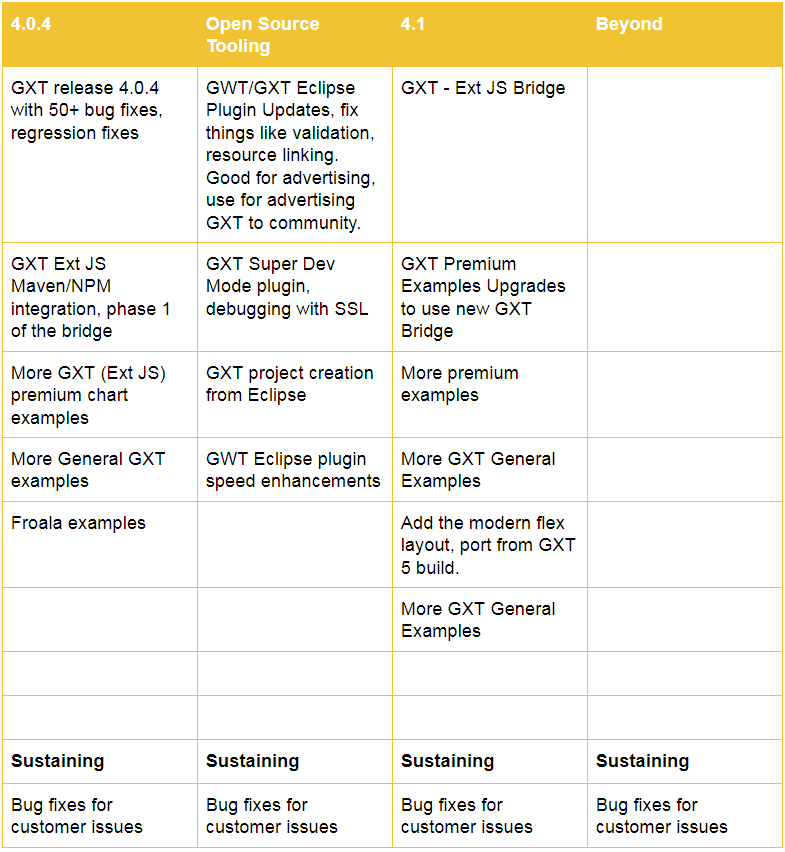 4.0.4
Open Source
Tooling
4.1
Beyond
GXT release 4.0.4
with 50+ bug fixes,
regression fixes
GWT/GXT Eclipse
Plugin Updates, fix
things like validation,
resource linking.
Good for advertising,
use for advertising
GXT to community.
GXT - Ext JS Bridge
GXT Ext JS
Maven/NPM
integration, phase 1
of the bridge
GXT Super Dev
Mode plugin,
debugging with SSL
GXT Premium
Examples Upgrades
to use new GXT
Bridge
More GXT (Ext JS)
premium chart
examples
GXT project creation
from Eclipse
More premium
examples
More General GXT
examples
GWT Eclipse plugin
speed enhancements
More GXT General
Examples
Froala examples
Add the modern flex
layout, port from GXT
5 build.
More GXT General
Examples
Sustaining
Sustaining
Sustaining
Sustaining
Bug fixes for
customer issues
Bug fixes for
customer issues
Bug fixes for
customer issues
Bug fixes for
customer issues